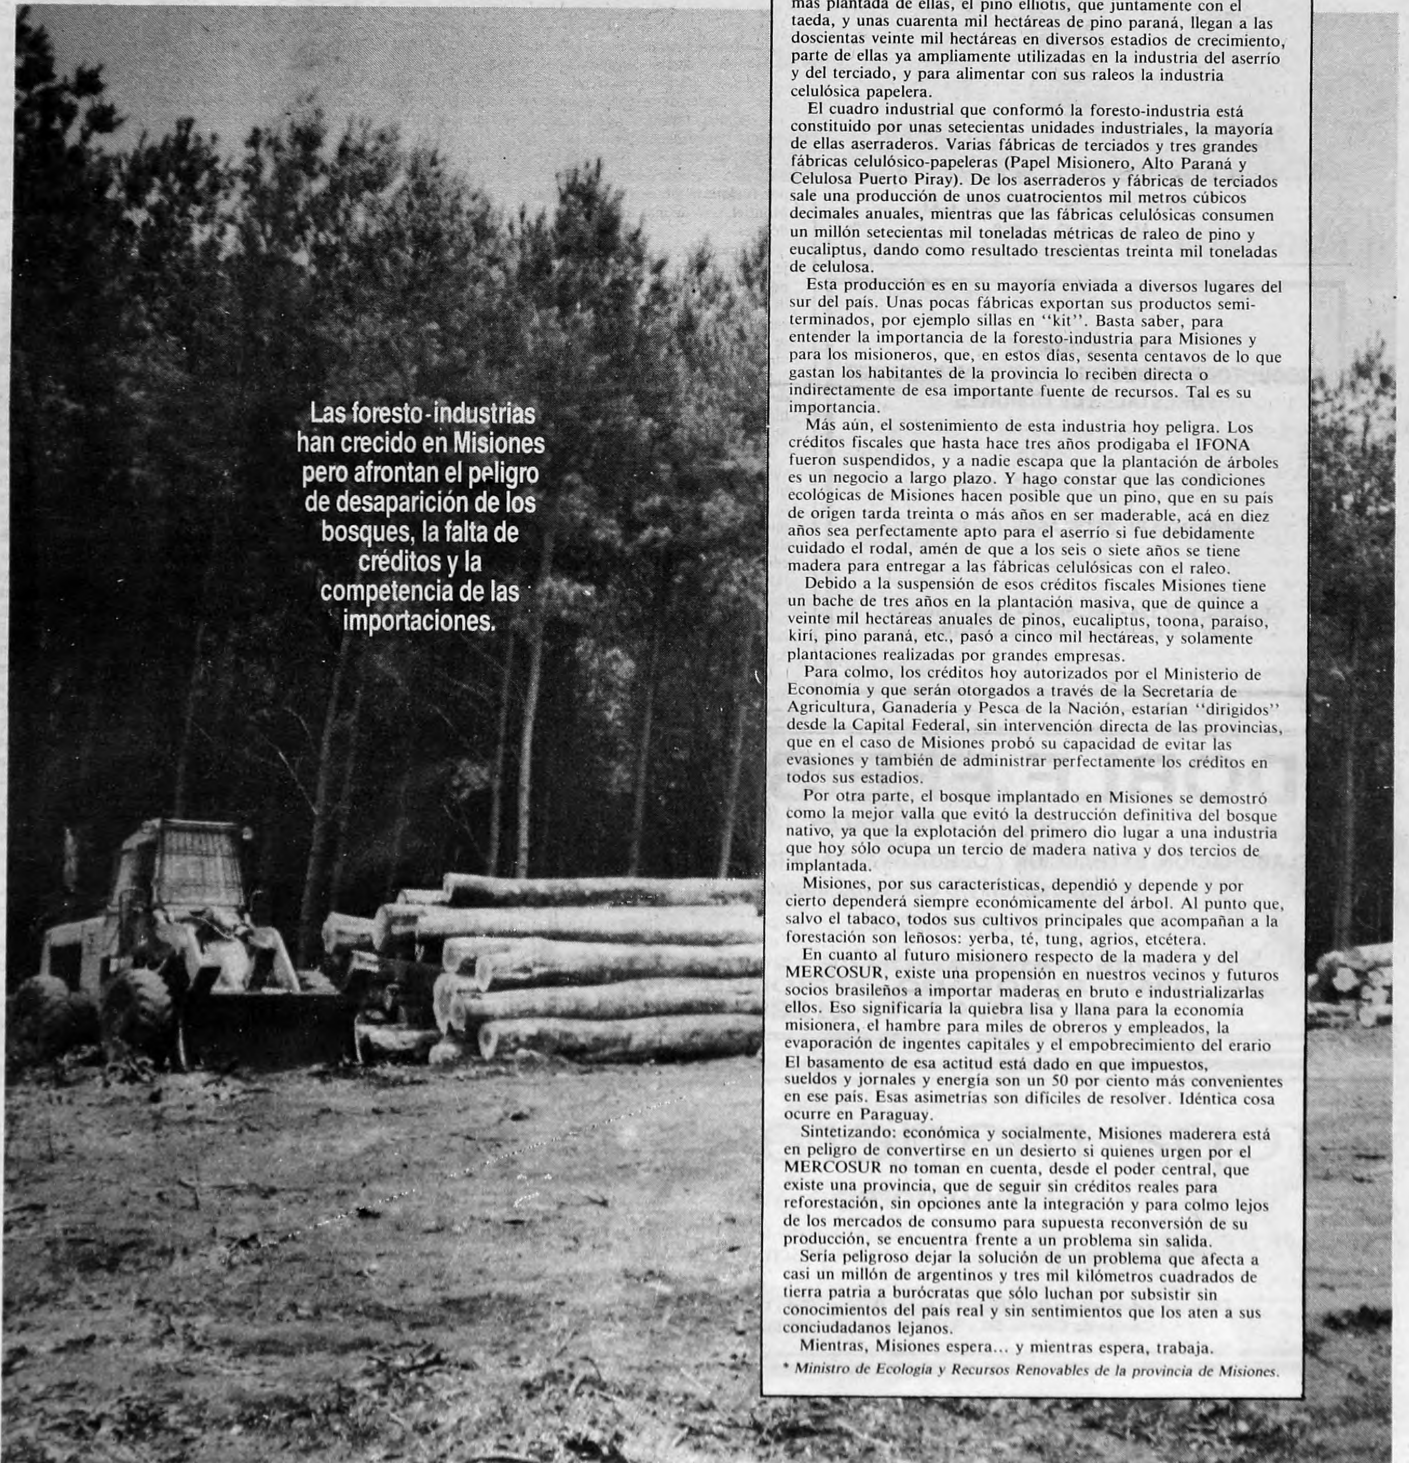 Las foresto-industrias
han crecido en Misiones
pero afrontan el peligro
de desaparición de los
bosques, la falta de
créditos y la
competencia de las
importaciones.
más plantada de ellas, el pino elliotis, que juntamente con el
taeda, y unas cuarenta mil hectáreas de pino paraná, llegan a las
doscientas veinte mil hectáreas en diversos estadios de crecimiento,
parte de ellas ya ampliamente utilizadas en la industria del aserrío
y del terciado, y para alimentar con sus raleos la industria
celulósica papelera.
El cuadro industrial que conformó la foresto-industria está
constituido por unas setecientas unidades industriales, la mayoría
de ellas aserraderos. Varias fábricas de terciados y tres grandes
fábricas celulósico-papeleras (Papel Misionero, Alto Paraná y
Celulosa Puerto Piray). De los aserraderos y fábricas de terciados
sale una producción de unos cuatrocientos mil metros cúbicos
decimales anuales, mientras que las fábricas celulósicas consumen
un millón setecientas mil toneladas métricas de raleo de pino y
eucaliptus, dando como resultado trescientas treinta mil toneladas
de celulosa.
Esta producción es en su mayoría enviada a diversos lugares del
sur del país. Unas pocas fábricas exportan sus productos semi-
terminados, por ejemplo sillas en "kit". Basta saber, para
entender la importancia de la foresto-industria para Misiones y
para los misioneros, que, en estos días, sesenta centavos de lo que
gastan los habitantes de la provincia lo reciben directa o
indirectamente de esa importante fuente de recursos. Tal es su
importancia.
Más aún, el sostenimiento de esta industria hoy peligra. Los
créditos fiscales que hasta hace tres años prodigaba el IFONA
fueron suspendidos, y a nadie escapa que la plantación de árboles
es un negocio a largo plazo. Y hago constar que las condiciones
ecológicas de Misiones hacen posible que un pino, que en su país
de origen tarda treinta o más años en ser maderable, acá en diez
años sea perfectamente apto para el aserrío si fue debidamente
cuidado el rodal, amén de que a los seis o siete años se tiene
madera para entregar a las fábricas celulósicas con el raleo.
Debido a la suspensión de esos créditos fiscales Misiones tiene
un bache de tres años en la plantación masiva, que de quince a
veinte mil hectáreas anuales de pinos, eucaliptus, toona, paraíso,
kiri, pino paraná, etc., pasó a cinco mil hectáreas, y solamente
plantaciones realizadas por grandes empresas.
Para colmo, los créditos hoy autorizados por el Ministerio de
Economía y que serán otorgados a través de la Secretaría de
Agricultura, Ganadería y Pesca de la Nación, estarían "dirigidos"
desde la Capital Federal, sin intervención directa de las provincias,
que en el caso de Misiones probó su capacidad de evitar las
evasiones y también de administrar perfectamente los créditos en
todos sus estadios.
Por otra parte, el bosque implantado en Misiones se demostró
como la mejor valla que evitó la destrucción definitiva del bosque
nativo, ya que la explotación del primero dio lugar a una industria
que hoy sólo ocupa un tercio de madera nativa y dos tercios de
implantada.
Misiones, por sus características, dependió y depende y por
cierto dependerá siempre económicamente del árbol. Al punto que,
salvo el tabaco, todos sus cultivos principales que acompañan a la
forestación son leñosos: yerba, té, tung, agrios, etcétera.
En cuanto al futuro misionero respecto de la madera y del
MERCOSUR, existe una propensión en nuestros vecinos y futuros
socios brasileños a importar maderas en bruto e industrializarlas
ellos. Eso significaría la quiebra lisa y llana para la economía
misionera, el hambre para miles de obreros y empleados, la
evaporación de ingentes capitales y el empobrecimiento del erario
El basamento de esa actitud está dado en que impuestos,
sueldos y jornales y energía son un 50 por ciento más convenientes
en ese país. Esas asimetrías son difíciles de resolver. Idéntica cosa
ocurre en Paraguay.
Sintetizando: económica y socialmente, Misiones maderera está
en peligro de convertirse en un desierto si quienes urgen por el
MERCOSUR no toman en cuenta, desde el poder central, que
existe una provincia, que de seguir sin créditos reales para
reforestación, sin opciones ante la integración y para colmo lejos
de los mercados de consumo para supuesta reconversión de su
producción, se encuentra frente a un problema sin salida.
Sería peligroso dejar la solución de un problema que afecta a
casi un millón de argentinos y tres mil kilómetros cuadrados de
tierra patria a burócratas que sólo luchan por subsistir sin
conocimientos del país real y sin sentimientos que los aten a sus
conciudadanos lejanos.
Mientras, Misiones espera... y mientras espera, trabaja.
* Ministro de Ecología y Recursos Renovables de la provincia de Misiones.